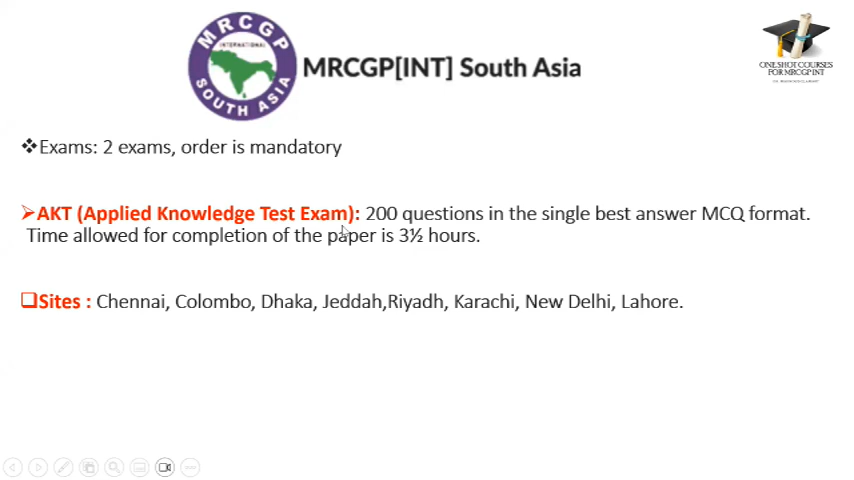 MRCGP
INTERNATIONAL
SOUTH ASIA
MRCGP[INT] South Asia
ONE SHOT COURSES
FOR MRCGP INT
❖Exams: 2 exams, order is mandatory
➢AKT (Applied Knowledge Test Exam): 200 questions in the single best answer MCQ format.
Time allowed for completion of the paper is 3½ hours.
❑Sites : Chennai, Colombo, Dhaka, Jeddah,Riyadh, Karachi, New Delhi, Lahore.